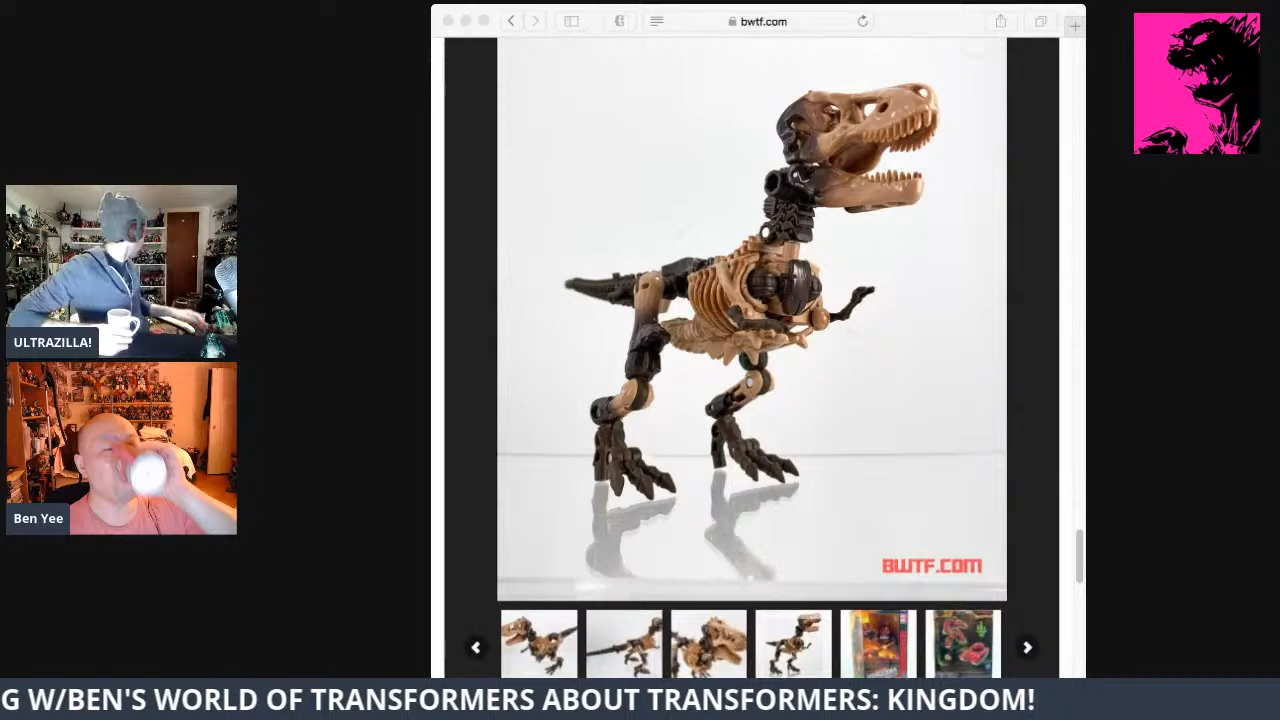 bwtf.com
ULTRAZILLA!
Ben Yee
BWTF.COM
G W/BEN'S WORLD OF TRANSFORMERS ABOUT TRANSFORMERS: KINGDOM!